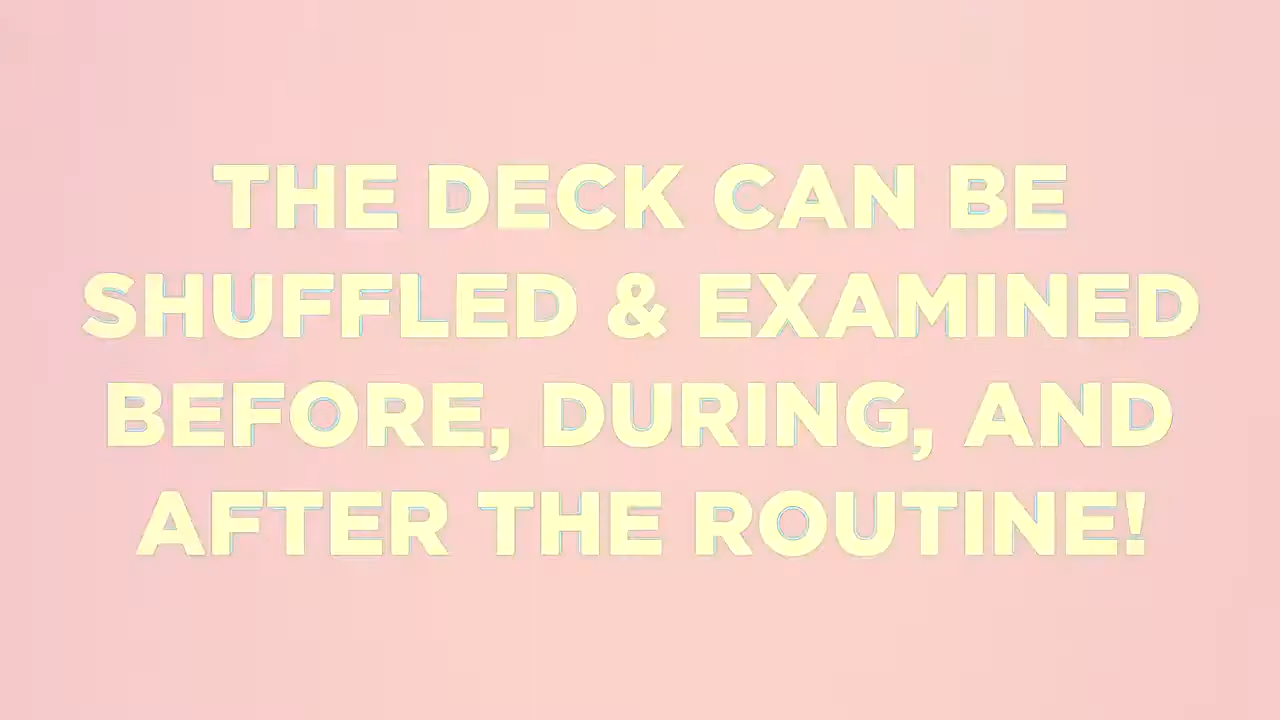 THE DECK CAN BE
SHUFFLED & EXAMINED
BEFORE, DURING, AND
AFTER THE ROUTINE!